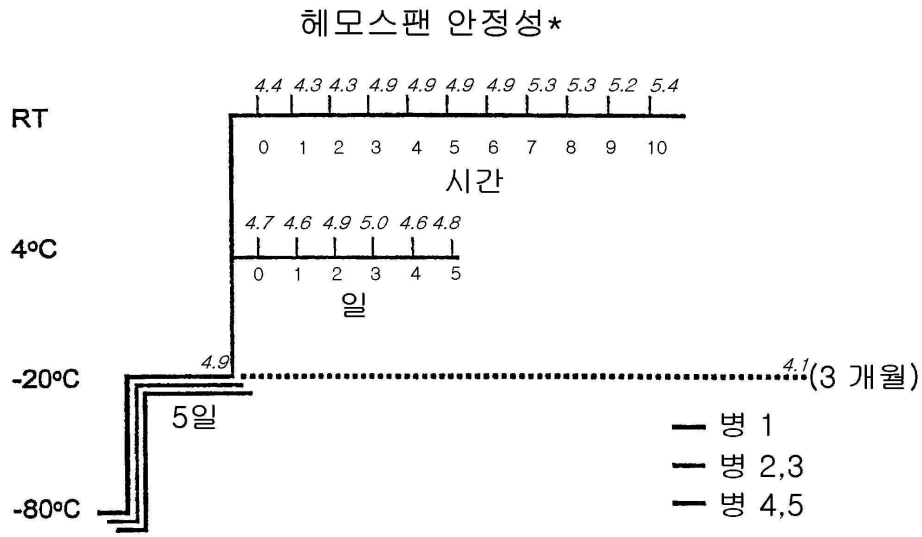 헤모스팬 안정성*
4.4 4.3 4.3 4.9 4.9 4.9 4.9 5.3 5.3 5.2 5.4
RT
0 1 2 3 4 5 6 7 8 9 10
시간
4.7 4.6 4.9 5.0 4.6 4.8
4ºC
0 1 2 3 4 5
일
4.9 4.1
-20ºC (3 개월)
5일
병 1
병 2,3
병 4,5
-80ºC